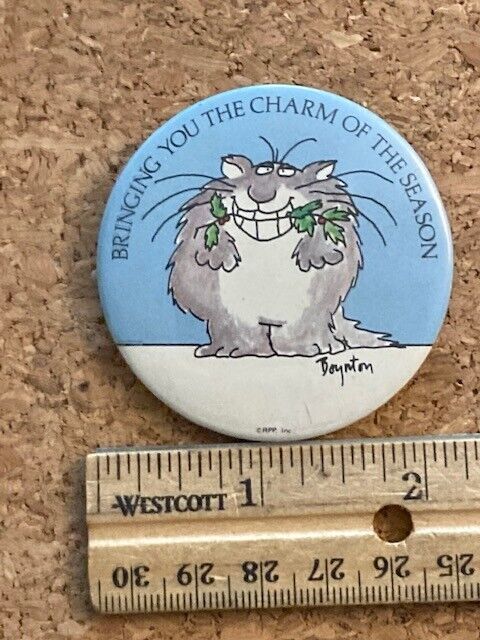 BRINGING YOU THE CHARM OF THE SEASON
Boynton
©RPP, Inc.
WESTCOTT 1 2
30 29 28 27 26 25